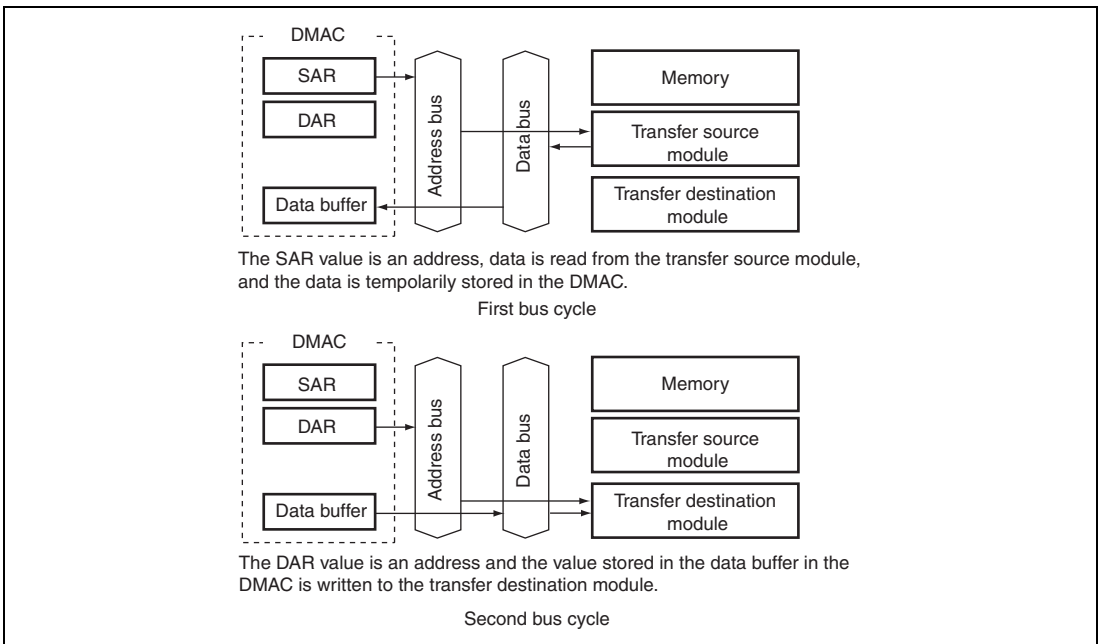 DMAC
SAR
DAR
Data buffer
Address bus
Data bus
Memory
Transfer source
module
Transfer destination
module
The SAR value is an address, data is read from the transfer source module,
and the data is tempolarily stored in the DMAC.
First bus cycle
DMAC
SAR
DAR
Data buffer
Address bus
Data bus
Memory
Transfer source
module
Transfer destination
module
The DAR value is an address and the value stored in the data buffer in the
DMAC is written to the transfer destination module.
Second bus cycle